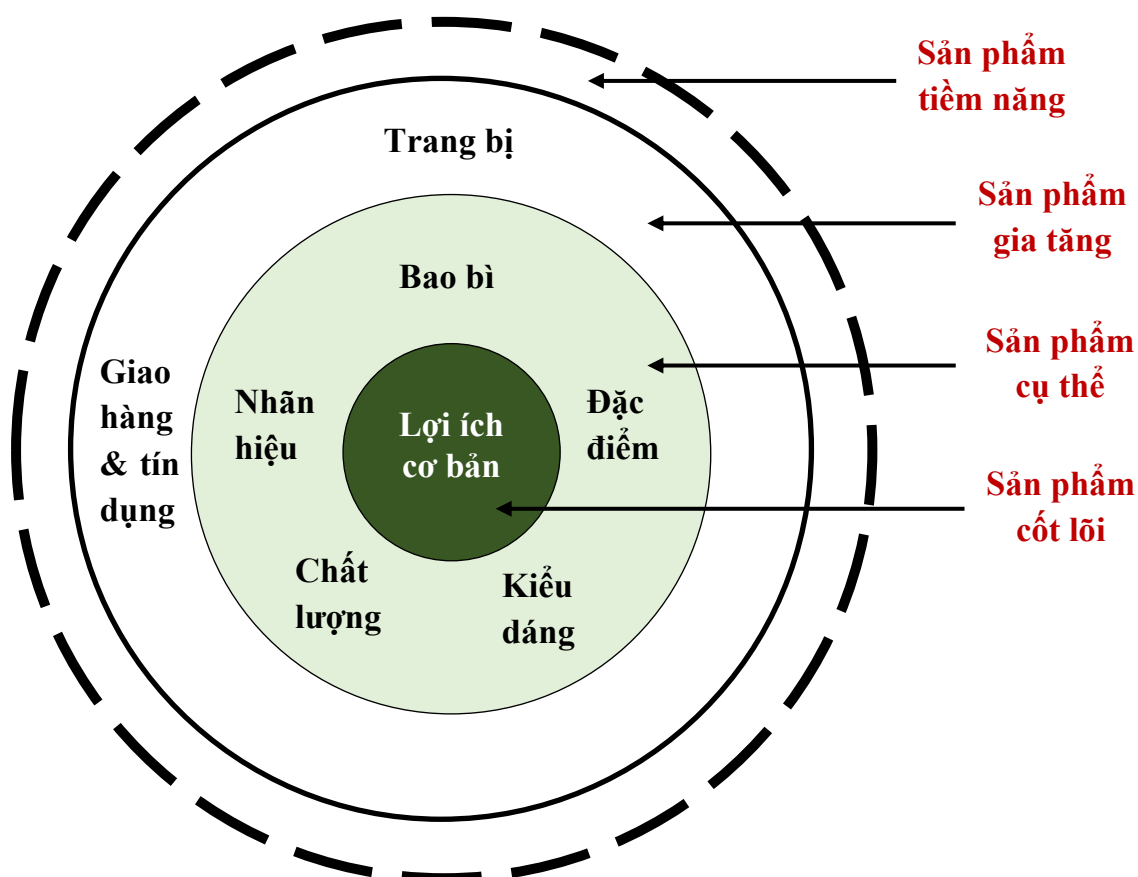 Sản phẩm
tiềm năng
Trang bị
Sản phẩm
gia tăng
Bao bì
Sản phẩm
cụ thể
Giao
hàng
& tín
dụng
Nhãn
hiệu
Lợi ích
cơ bản
Đặc
điểm
Sản phẩm
cốt lõi
Chất
lượng
Kiểu
dáng